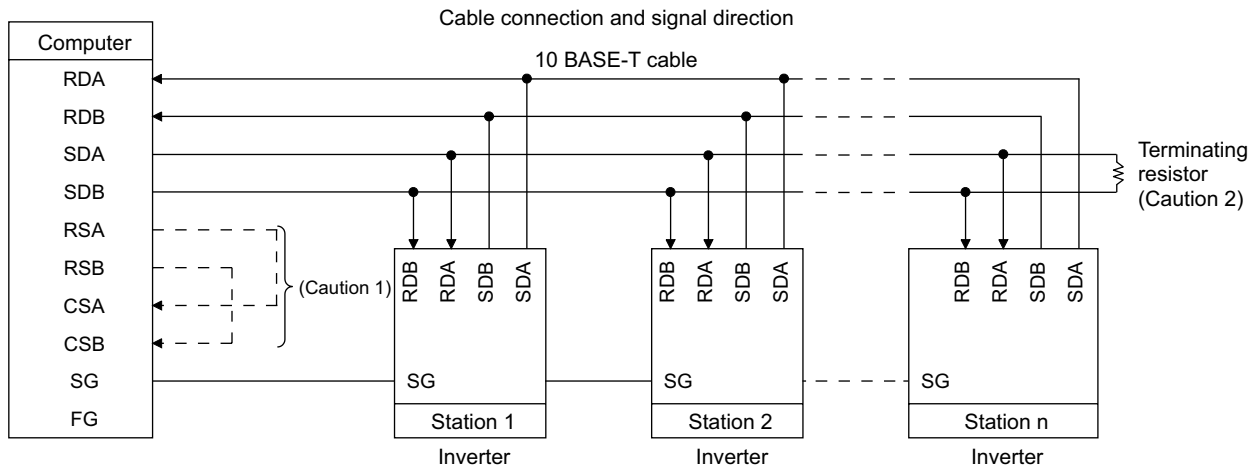 Cable connection and signal direction
10 BASE-T cable
Computer
RDA
RDB
SDA
SDB
RSA
RSB
CSA
CSB
SG
FG
(Caution 1)
Terminating
resistor
(Caution 2)
RDB
RDA
SDB
SDA
SG
Station 1
Inverter
RDB
RDA
SDB
SDA
SG
Station 2
Inverter
RDB
RDA
SDB
SDA
SG
Station n
Inverter